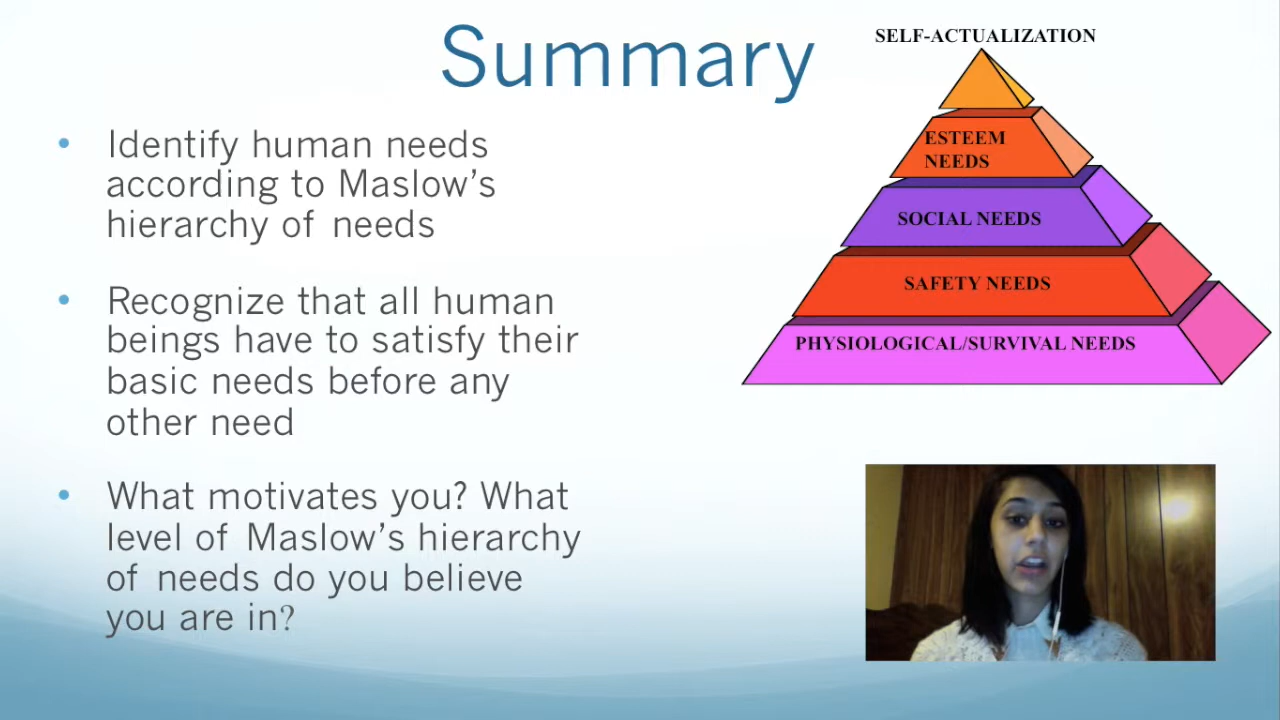 Summary
• Identify human needs
according to Maslow’s
hierarchy of needs
• Recognize that all human
beings have to satisfy their
basic needs before any
other need
• What motivates you? What
level of Maslow’s hierarchy
of needs do you believe
you are in?
SELF-ACTUALIZATION
ESTEEM
NEEDS
SOCIAL NEEDS
SAFETY NEEDS
PHYSIOLOGICAL/SURVIVAL NEEDS